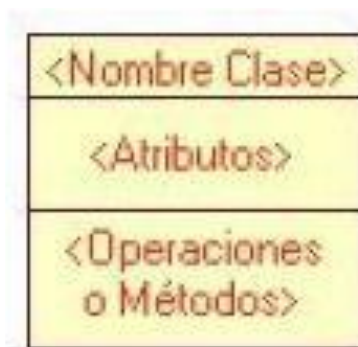 <Nombre Clase>
<Atributos>
<Operaciones
o Métodos>